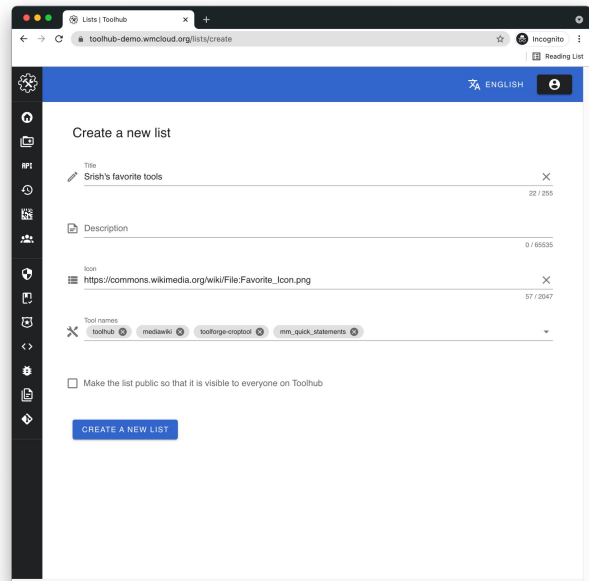 Lists | Toolhub
toolhub-demo.wmcloud.org/lists/create
Incognito
Reading List
ENGLISH
API
Create a new list
Title
Srish's favorite tools
22 / 255
Description
0 / 65535
Icon
https://commons.wikimedia.org/wiki/File:Favorite_Icon.png
57 / 2047
Tool names
toolhub mediawiki toolforge-croptool mm_quick_statements
Make the list public so that it is visible to everyone on Toolhub
CREATE A NEW LIST